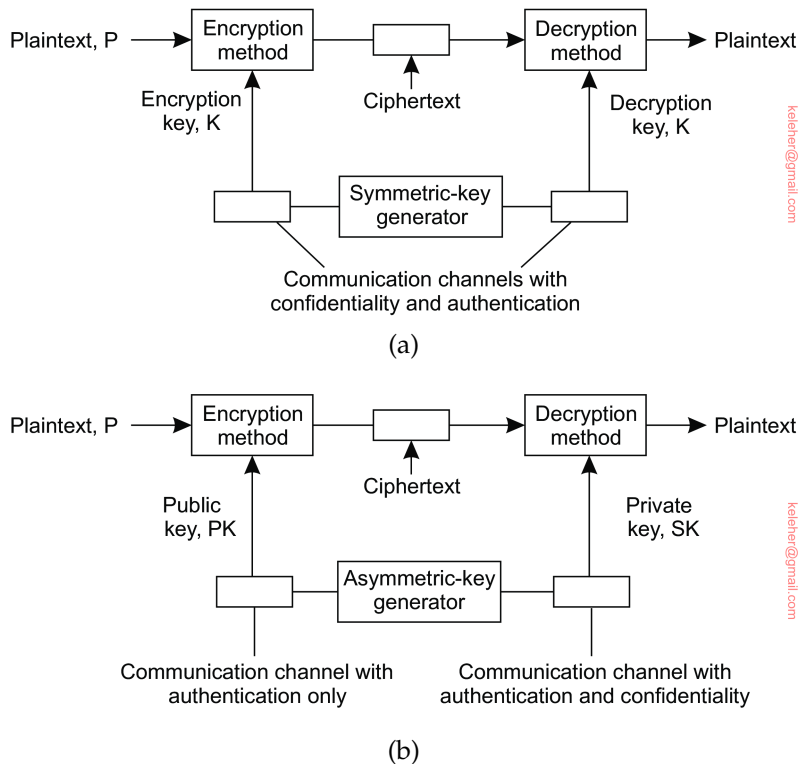 Plaintext, P
Encryption
method
Decryption
method
Plaintext
Ciphertext
Encryption
key, K
Decryption
key, K
Symmetric-key
generator
Communication channels with
confidentiality and authentication
(a)
keleher@gmail.com
Plaintext, P
Encryption
method
Decryption
method
Plaintext
Ciphertext
Public
key, PK
Private
key, SK
Asymmetric-key
generator
Communication channel with
authentication only
Communication channel with
authentication and confidentiality
(b)
keleher@gmail.com